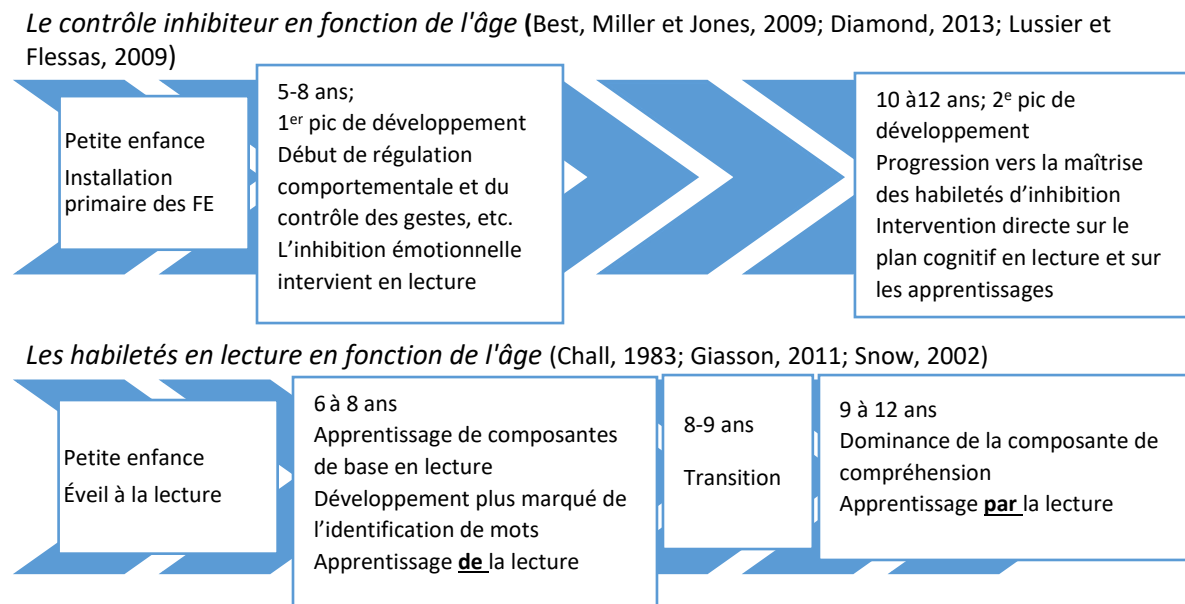 Le contrôle inhibiteur en fonction de l'âge (Best, Miller et Jones, 2009; Diamond, 2013; Lussier et
Flessas, 2009)
Petite enfance
Installation
primaire des FE
5-8 ans;
1er pic de développement
Début de régulation
comportementale et du
contrôle des gestes, etc.
L’inhibition émotionnelle
intervient en lecture
10 à12 ans; 2e pic de
développement
Progression vers la maîtrise
des habiletés d’inhibition
Intervention directe sur le
plan cognitif en lecture et sur
les apprentissages
Les habiletés en lecture en fonction de l'âge (Chall, 1983; Giasson, 2011; Snow, 2002)
Petite enfance
Éveil à la lecture
6 à 8 ans
Apprentissage de composantes
de base en lecture
Développement plus marqué de
l’identification de mots
Apprentissage de la lecture
8-9 ans
Transition
9 à 12 ans
Dominance de la composante de
compréhension
Apprentissage par la lecture